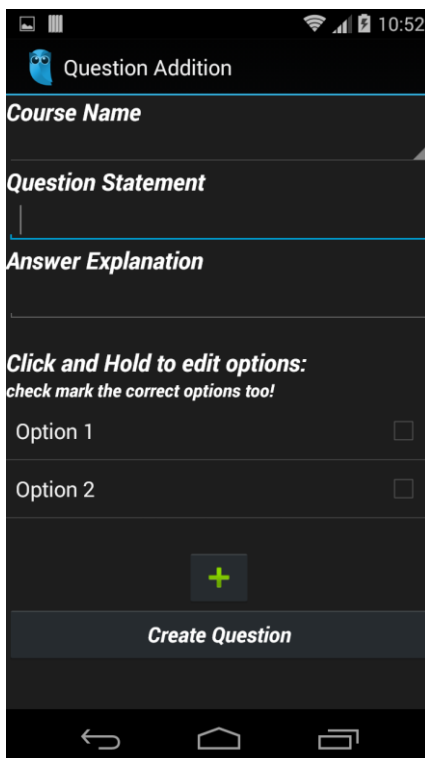 10:52
Question Addition
Course Name
Question Statement
Answer Explanation
Click and Hold to edit options:
check mark the correct options too!
Option 1
Option 2
+
Create Question